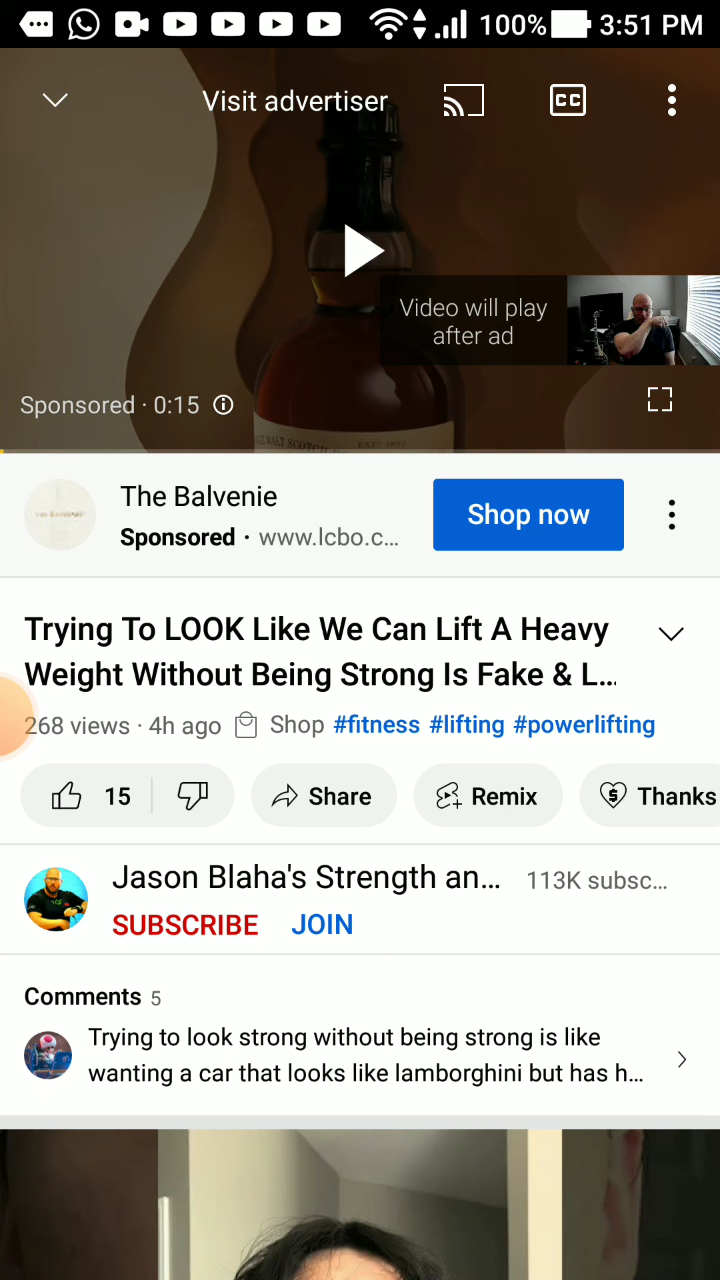 100% 3:51 PM
Visit advertiser
CC
Video will play
after ad
Sponsored · 0:15
MALT SCOTCH
The Balvenie
Sponsored · www.lcbo.c...
Shop now
Trying To LOOK Like We Can Lift A Heavy
Weight Without Being Strong Is Fake & L...
268 views · 4h ago Shop #fitness #lifting #powerlifting
15 Share Remix Thanks
Jason Blaha's Strength an... 113K subsc...
SUBSCRIBE JOIN
Comments 5
Trying to look strong without being strong is like
wanting a car that looks like lamborghini but has h...